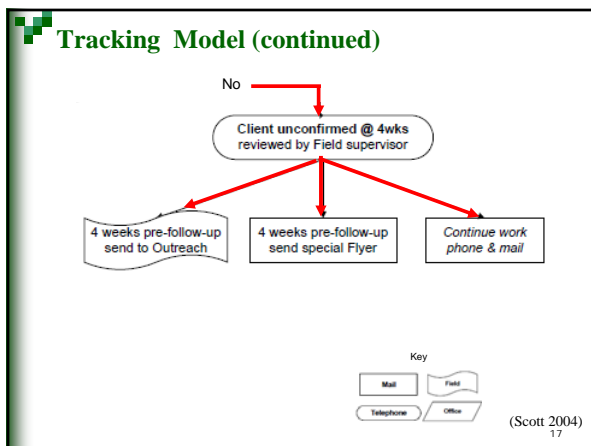 Tracking Model (continued)
No
Client unconfirmed @ 4wks
reviewed by Field supervisor
4 weeks pre-follow-up
send to Outreach
4 weeks pre-follow-up
send special Flyer
Continue work
phone & mail
Key
Mail
Field
Telephone
Office
(Scott 2004)
17